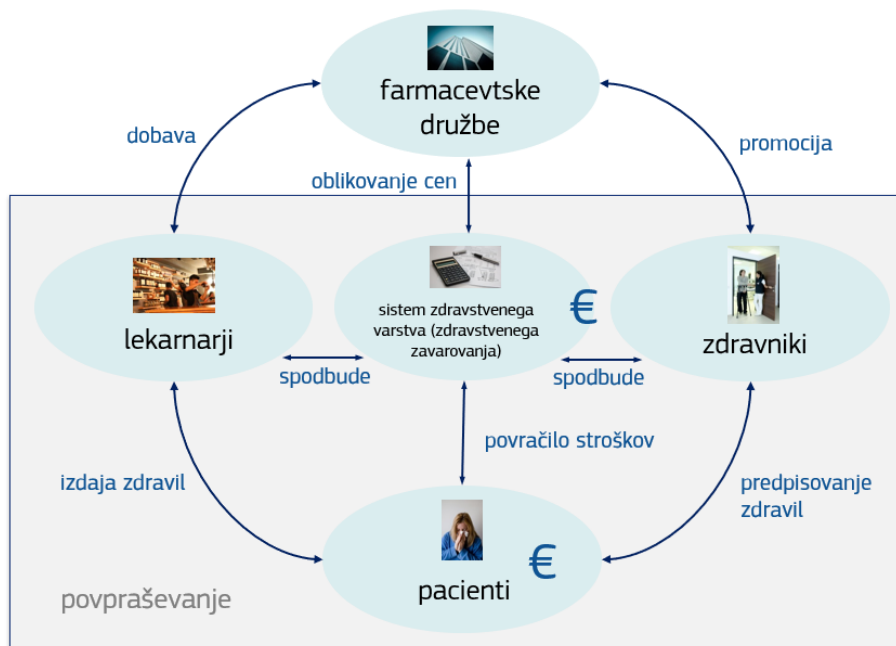 farmacevtske
družbe
dobava
promocija
oblikovanje cen
lekarnarji
sistem zdravstvenega
varstva (zdravstvenega
zavarovanja)
€
zdravniki
spodbude
spodbude
povračilo stroškov
izdaja zdravil
predpisovanje
zdravil
pacienti
€
povpraševanje